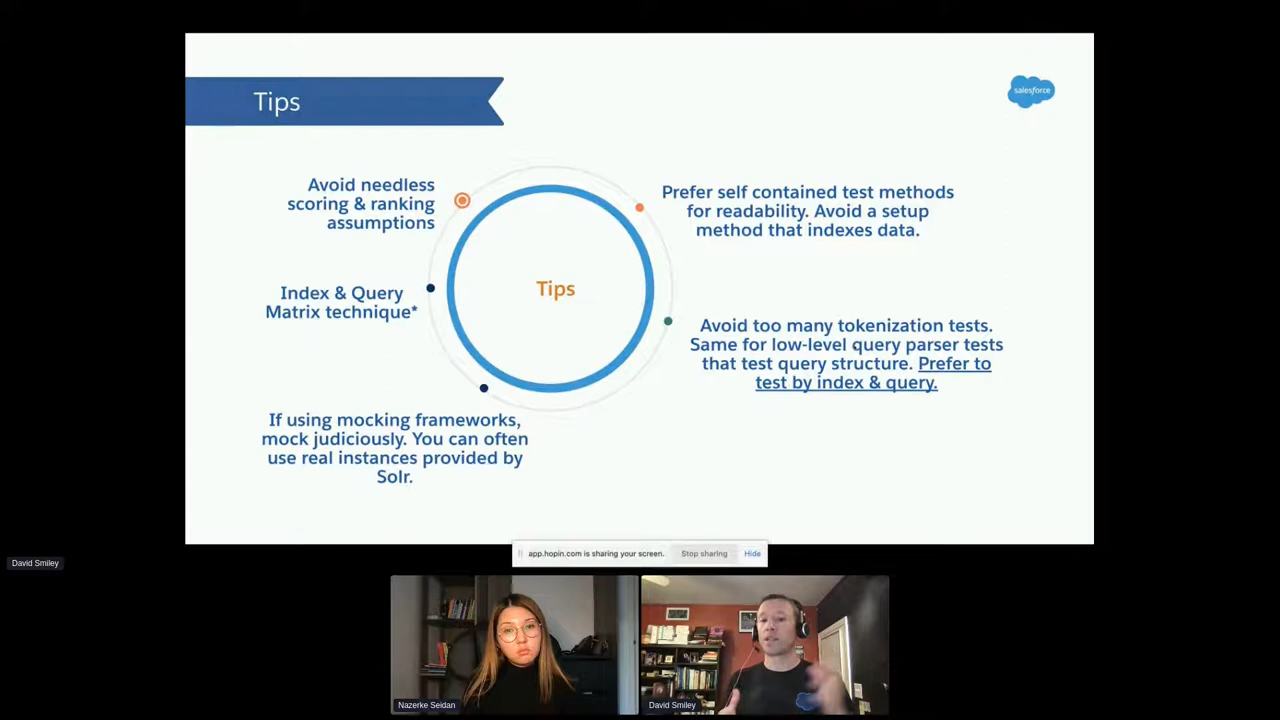 Tips
salesforce
Avoid needless
scoring & ranking
assumptions
Prefer self contained test methods
for readability. Avoid a setup
method that indexes data.
Index & Query
Matrix technique*
Tips
Avoid too many tokenization tests.
Same for low-level query parser tests
that test query structure. Prefer to
test by index & query.
If using mocking frameworks,
mock judiciously. You can often
use real instances provided by
Solr.
app.hopin.com is sharing your screen.
Stop sharing
Hide
David Smiley
Nazerke Seidan
David Smiley